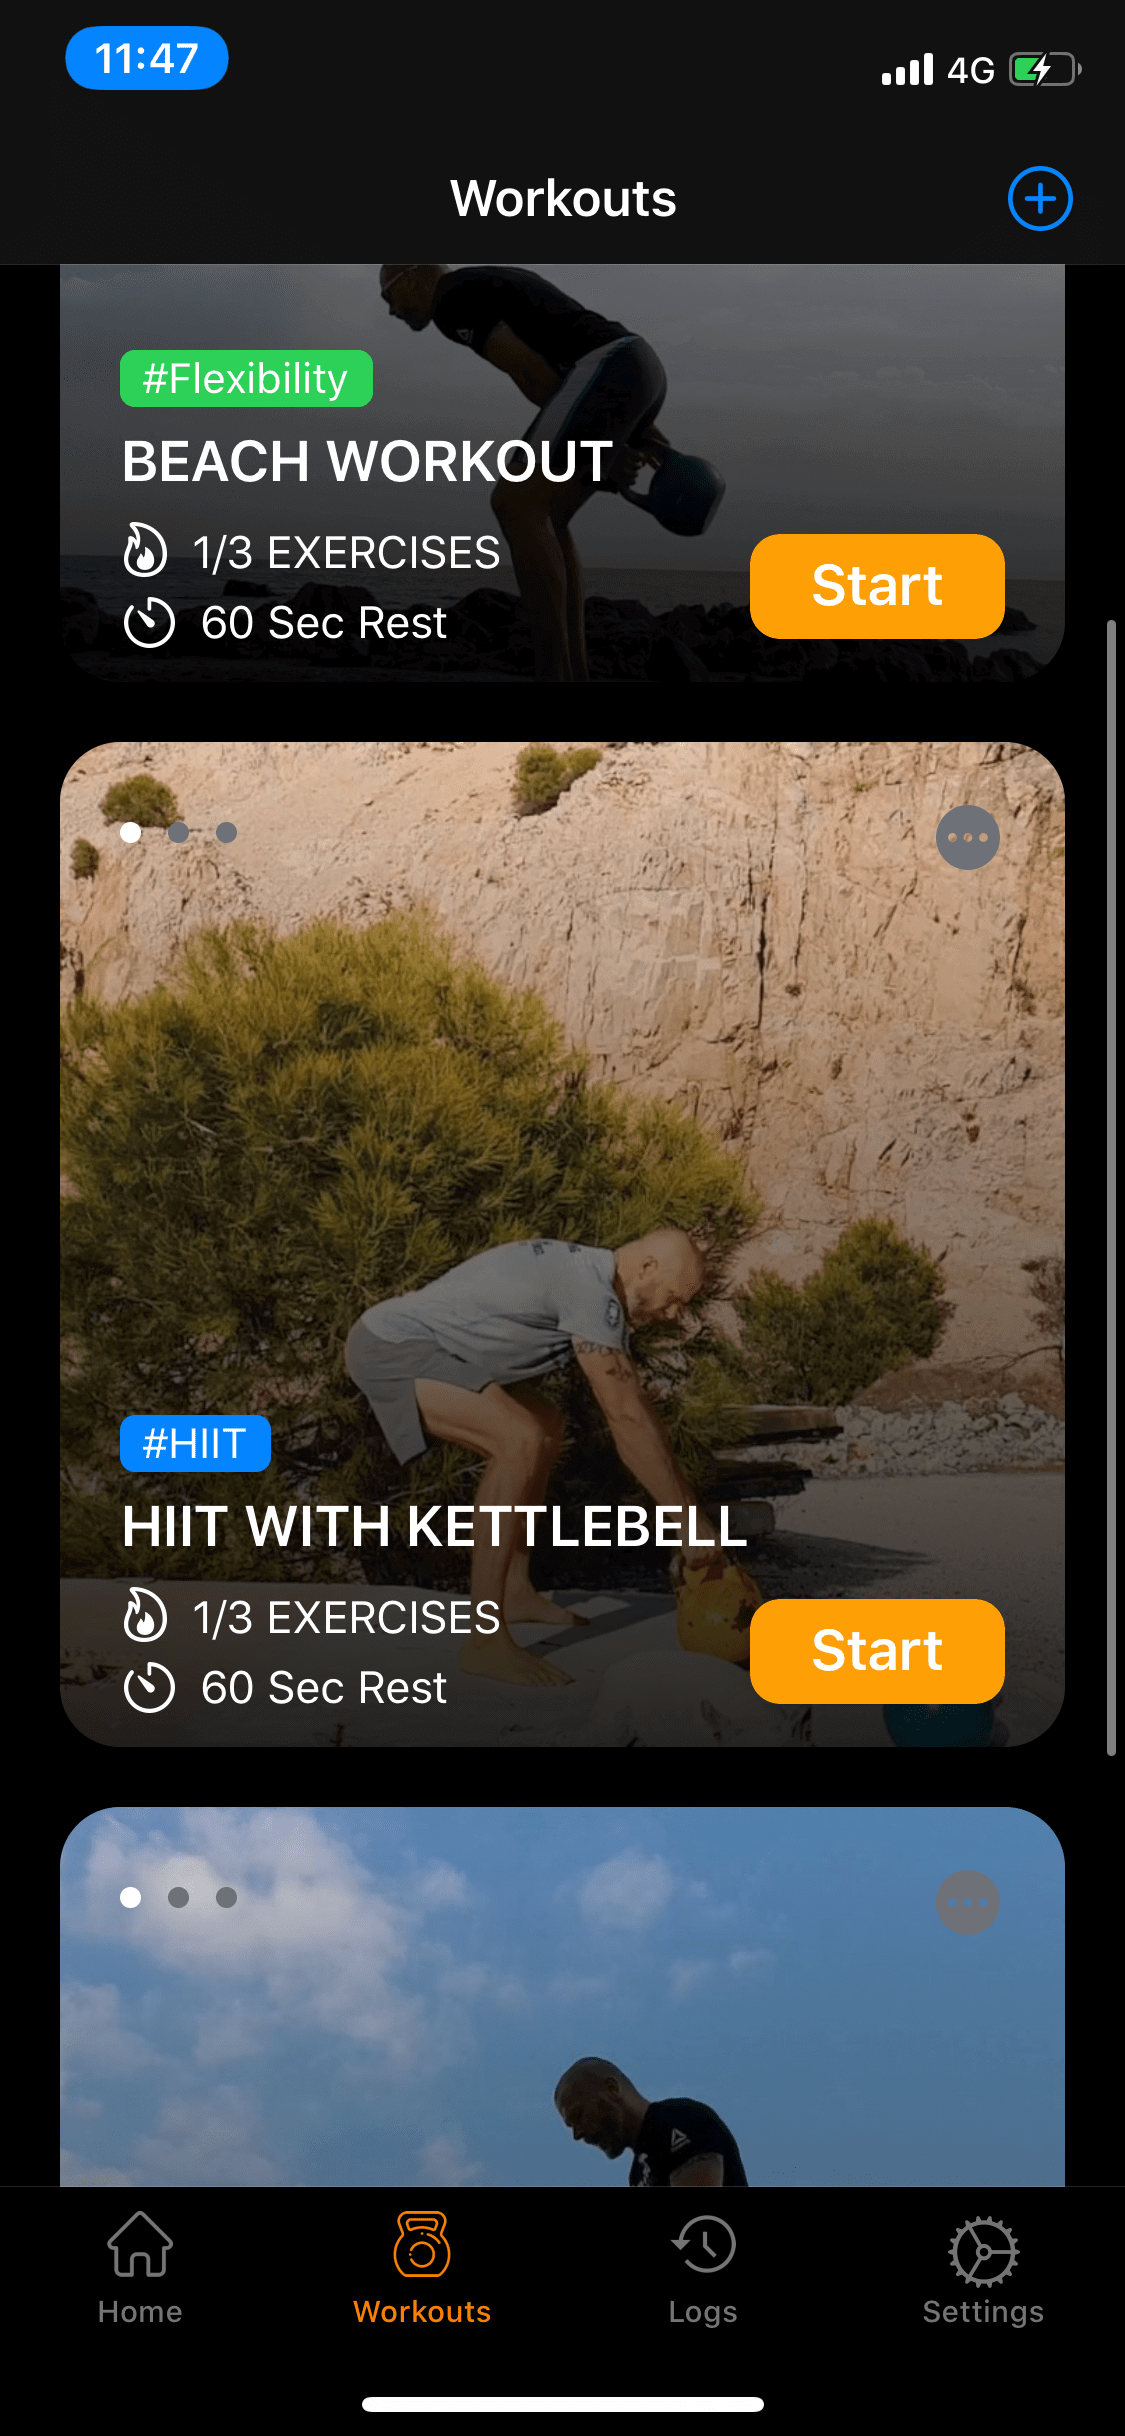 11:47
4G
Workouts
#Flexibility
BEACH WORKOUT
1/3 EXERCISES
60 Sec Rest
Start
#HIIT
HIIT WITH KETTLEBELL
1/3 EXERCISES
60 Sec Rest
Start
Home
Workouts
Logs
Settings